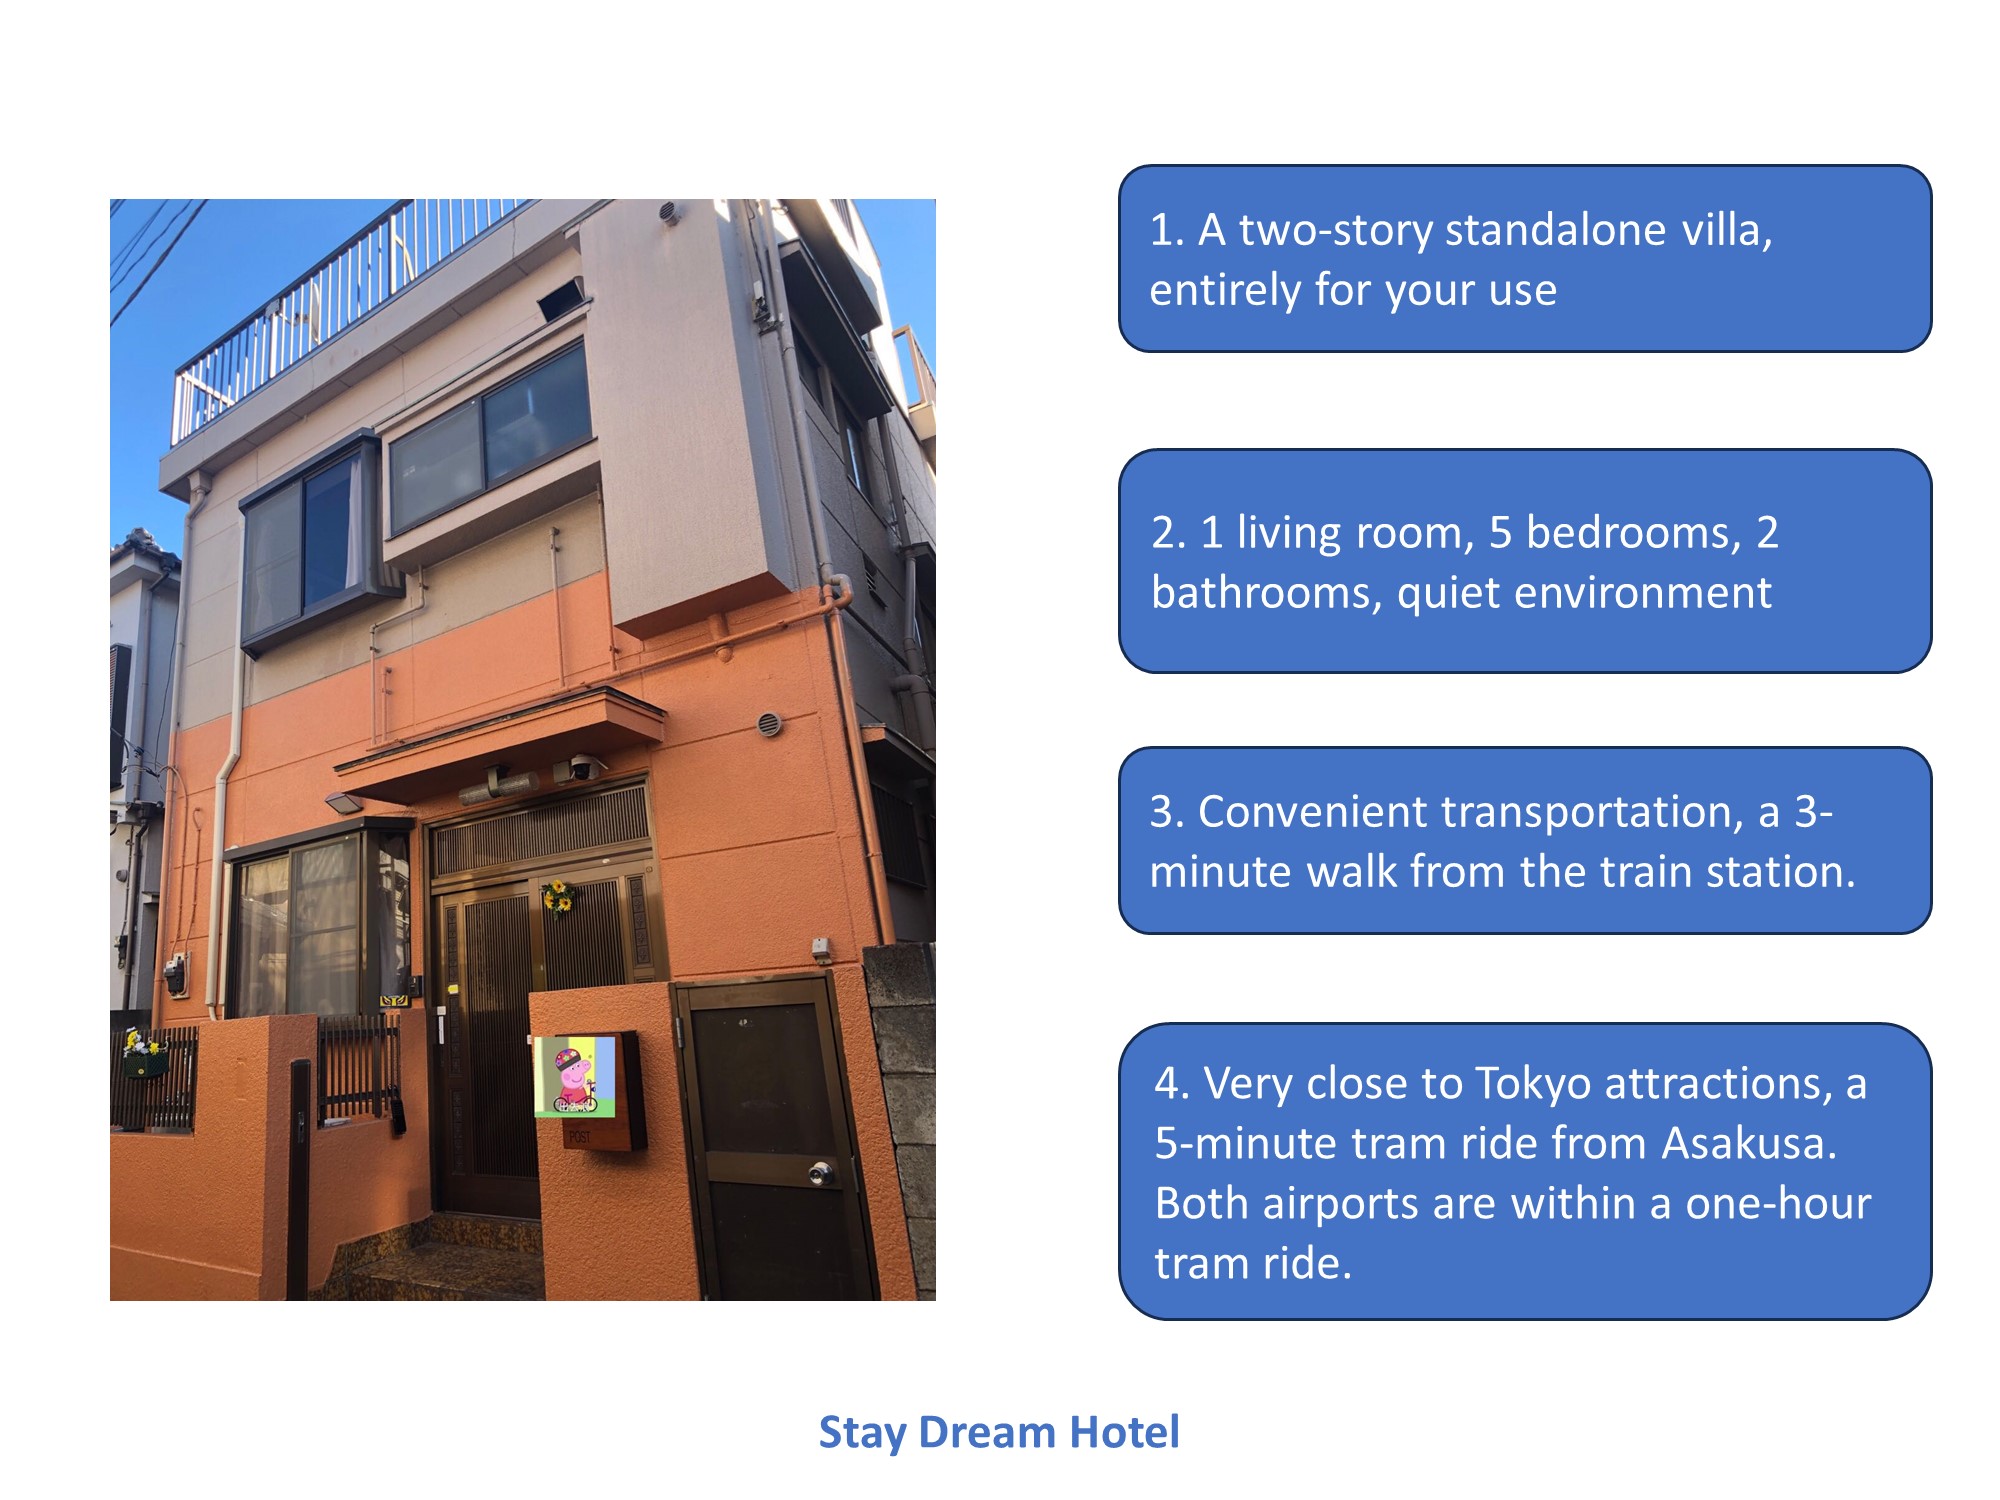 1. A two-story standalone villa,
entirely for your use
2. 1 living room, 5 bedrooms, 2
bathrooms, quiet environment
3. Convenient transportation, a 3-
minute walk from the train station.
POST
4. Very close to Tokyo attractions, a
5-minute tram ride from Asakusa.
Both airports are within a one-hour
tram ride.
Stay Dream Hotel